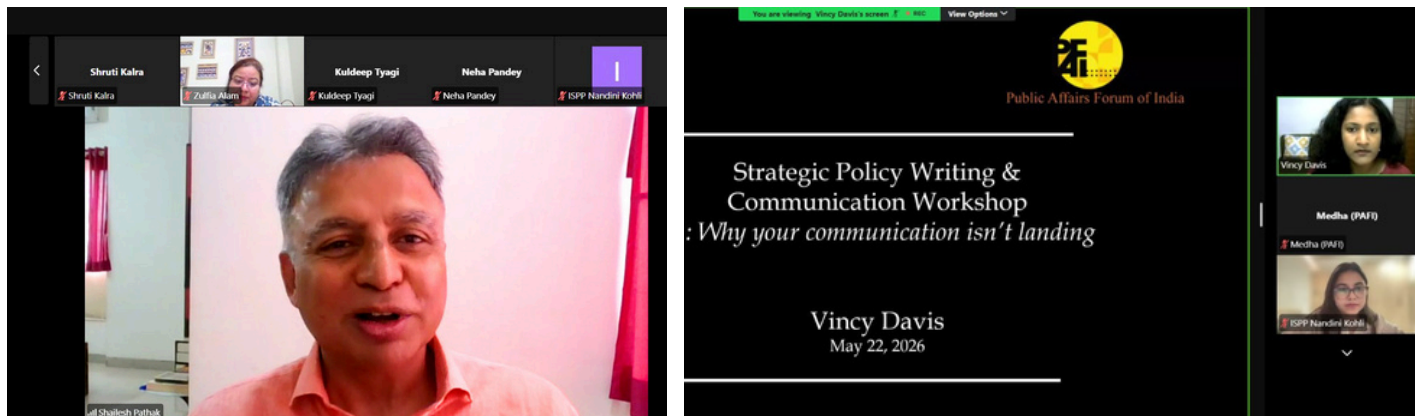 Shruti Kalra
Kuldeep Tyagi
Neha Pandey
I
Shruti Kalra
Zulfia Alam
Kuldeep Tyagi
Neha Pandey
ISPP Nandini Kohli
Shailesh Pathak
You are viewing Vincy Davis's screen
REC
View Options
PAFI
Public Affairs Forum of India
Strategic Policy Writing &
Communication Workshop
: Why your communication isn't landing
Vincy Davis
May 22, 2026
Vincy Davis
Medha (PAFI)
Medha (PAFI)
ISPP Nandini Kohli